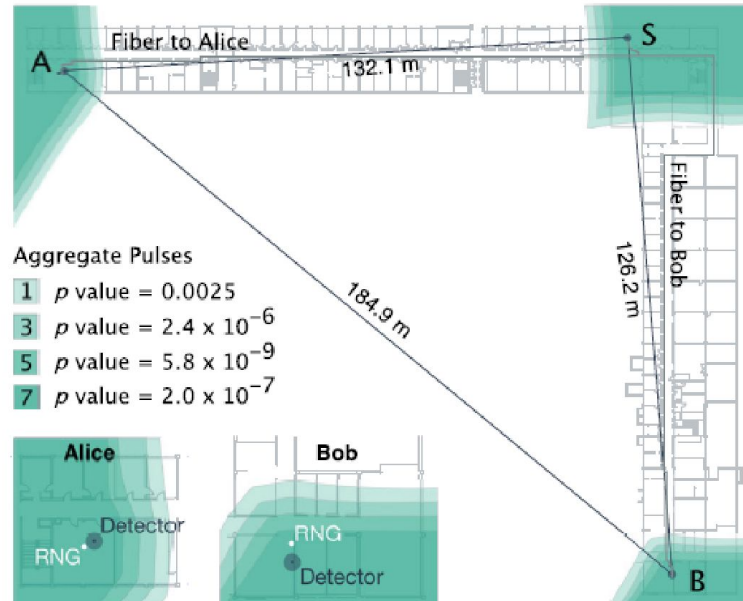 Fiber to Alice
S
A
132.1 m
Fiber to Bob
126.2 m
184.9 m
Aggregate Pulses
1 p value = 0.0025
3 p value = 2.4 x 10⁻⁶
5 p value = 5.8 x 10⁻⁹
7 p value = 2.0 x 10⁻⁷
Alice
Detector
RNG
Bob
RNG
Detector
B